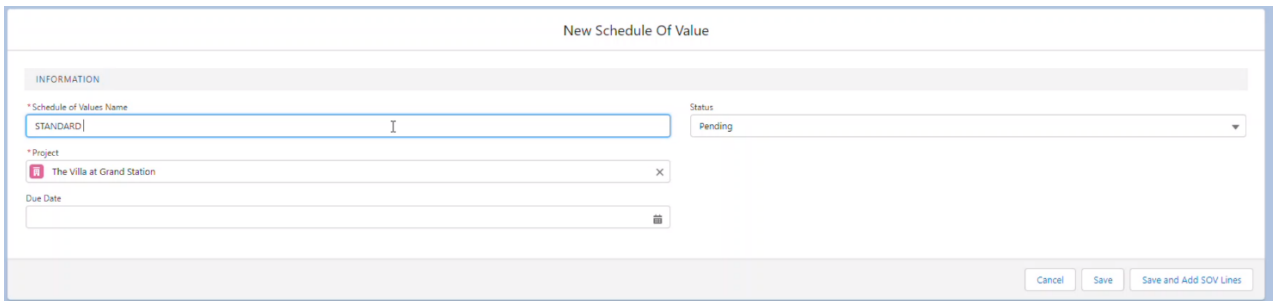 New Schedule Of Value
INFORMATION
*Schedule of Values Name
Status
STANDARD
Pending
*Project
The Villa at Grand Station
Due Date
Cancel
Save
Save and Add SOV Lines